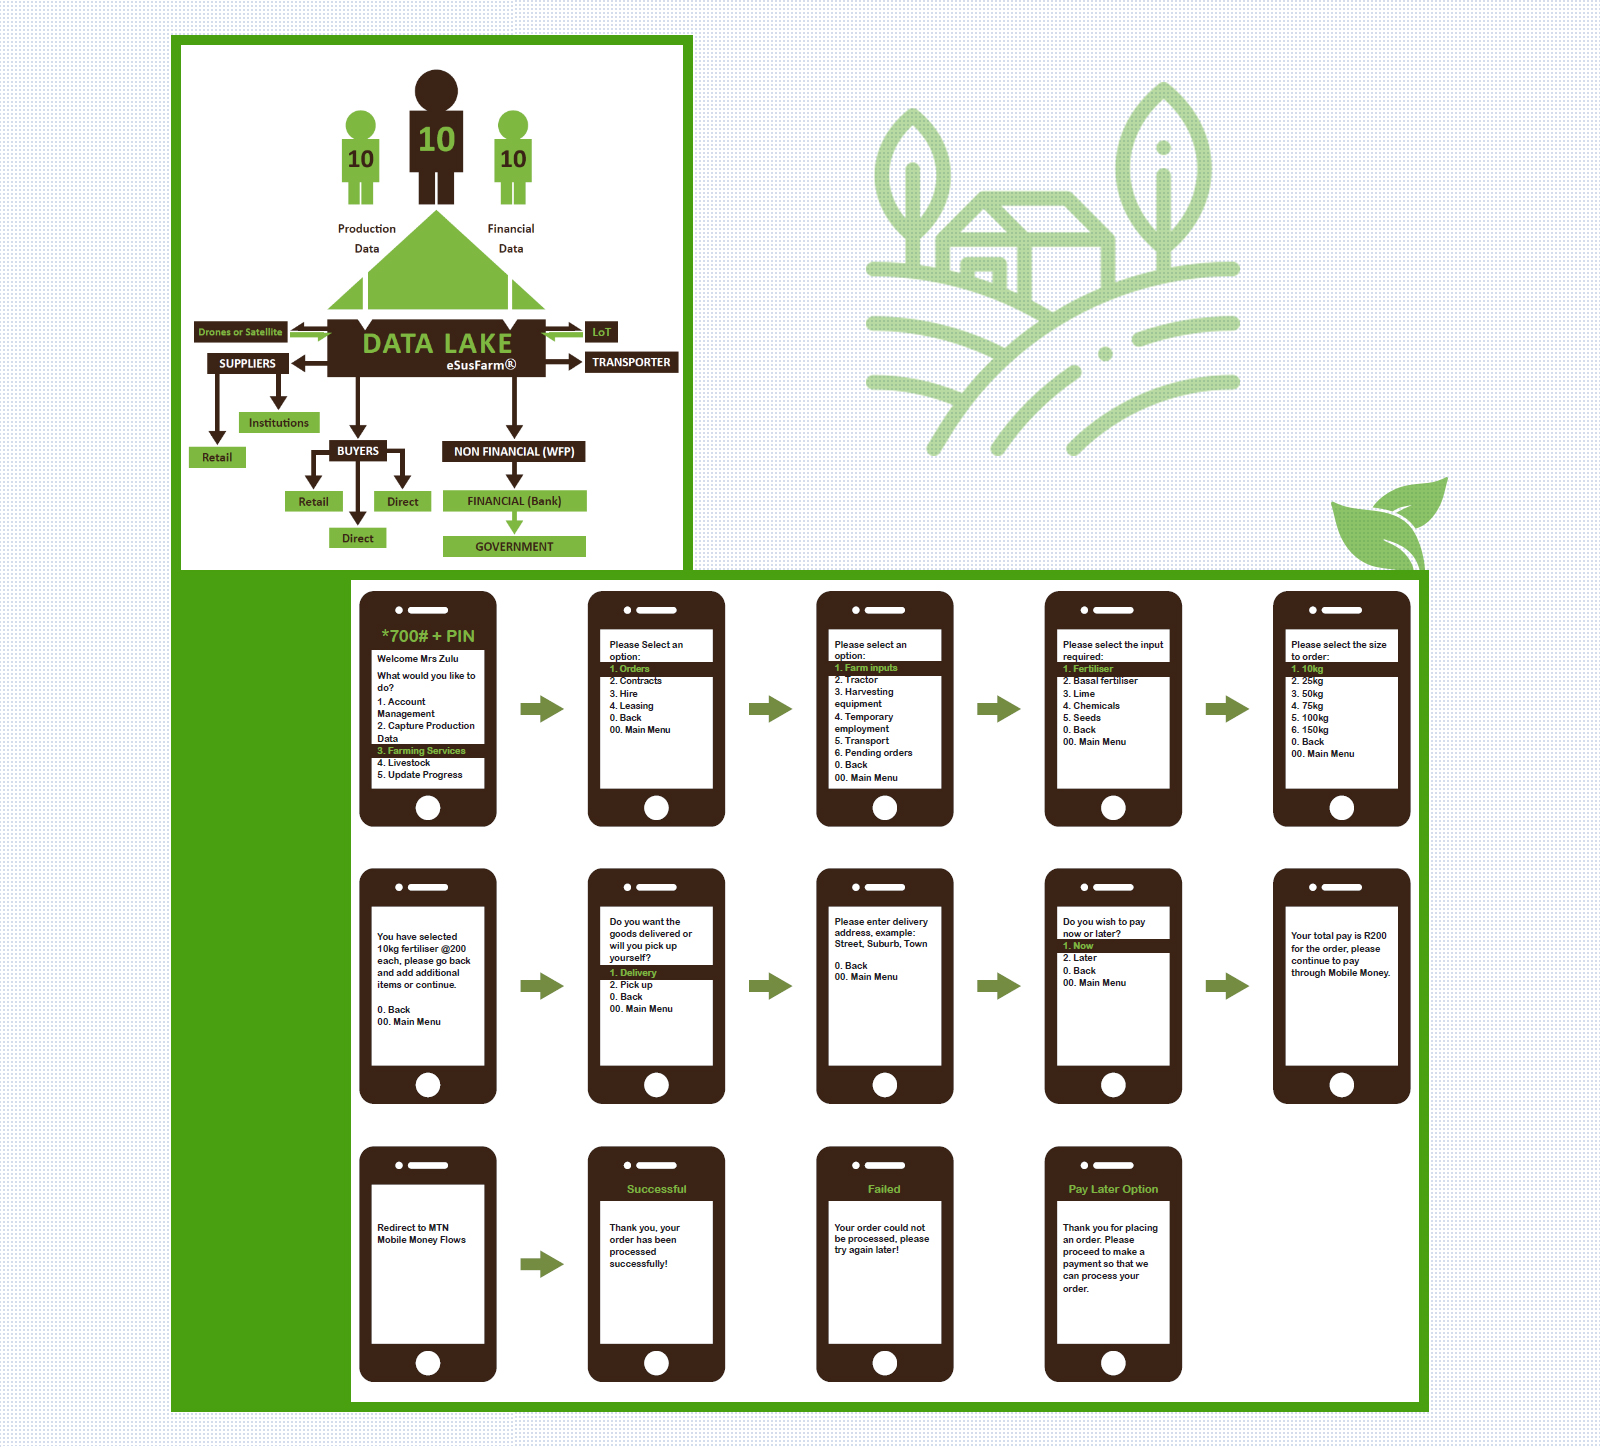 10
10
10
Production
Data
Financial
Data
Drones or Satellite
DATA LAKE
eSusFarm®
LoT
SUPPLIERS
TRANSPORTER
Institutions
Retail
BUYERS
NON FINANCIAL (WFP)
Retail
Direct
FINANCIAL (Bank)
Direct
GOVERNMENT
*700# + PIN
Welcome Mrs Zulu
What would you like to
do?
1. Account
Management
2. Capture Production
Data
3. Farming Services
4. Livestock
5. Update Progress
Please Select an
option:
1. Orders
2. Contracts
3. Hire
4. Leasing
0. Back
00. Main Menu
Please select an
option:
1. Farm inputs
2. Tractor
3. Harvesting
equipment
4. Temporary
employment
5. Transport
6. Pending orders
0. Back
00. Main Menu
Please select the input
required:
1. Fertiliser
2. Basal fertiliser
3. Lime
4. Chemicals
5. Seeds
0. Back
00. Main Menu
Please select the size
to order:
1. 10kg
2. 25kg
3. 50kg
4. 75kg
5. 100kg
6. 150kg
0. Back
00. Main Menu
You have selected
10kg fertiliser @200
each, please go back
and add additional
items or continue.
0. Back
00. Main Menu
Do you want the
goods delivered or
will you pick up
yourself?
1. Delivery
2. Pick up
0. Back
00. Main Menu
Please enter delivery
address, example:
Street, Suburb, Town
0. Back
00. Main Menu
Do you wish to pay
now or later?
1. Now
2. Later
0. Back
00. Main Menu
Your total pay is R200
for the order, please
continue to pay
through Mobile Money.
Redirect to MTN
Mobile Money Flows
Successful
Thank you, your
order has been
processed
successfully!
Failed
Your order could not
be processed, please
try again later!
Pay Later Option
Thank you for placing
an order. Please
proceed to make a
payment so that we
can process your
order.